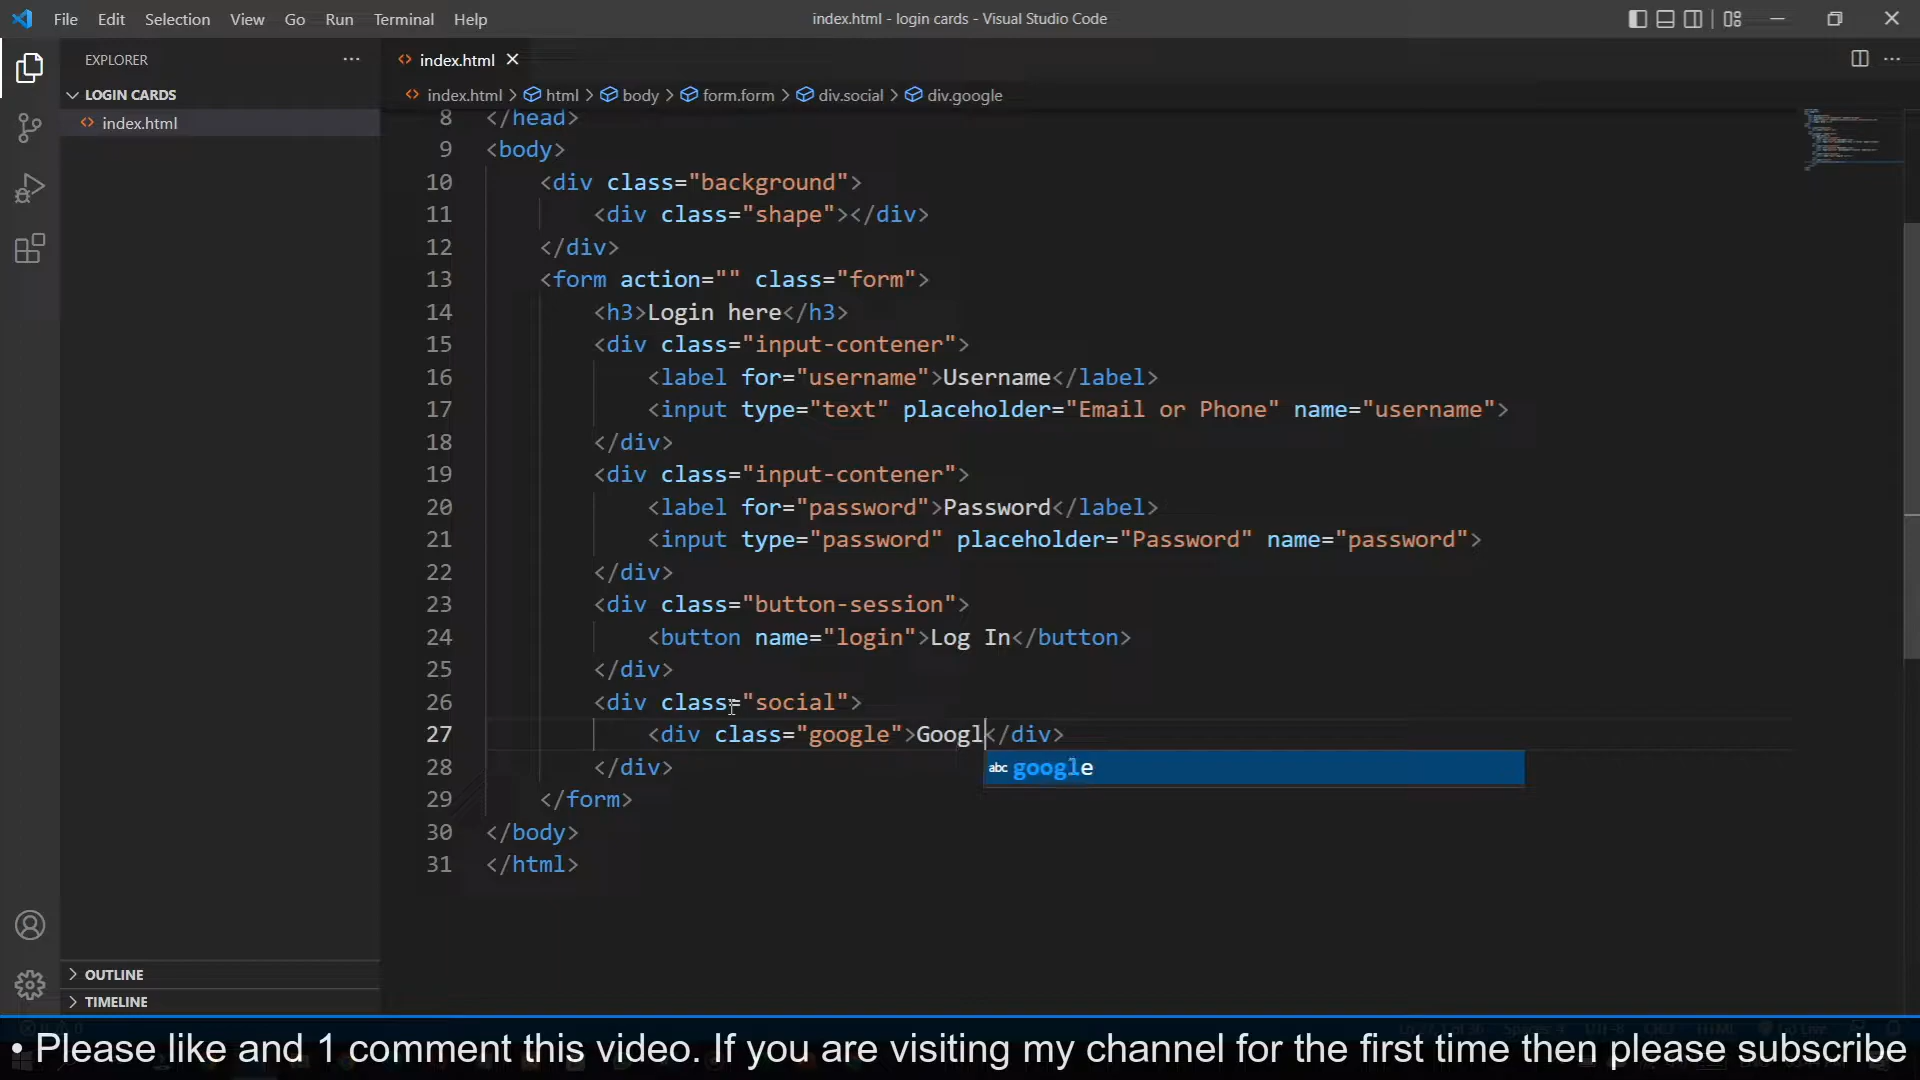 File Edit Selection View Go Run Terminal Help
index.html - login cards - Visual Studio Code
EXPLORER
LOGIN CARDS
index.html
index.html
index.html > html > body > form.form > div.social > div.google
8 </head>
9 <body>
10 <div class="background">
11 <div class="shape"></div>
12 </div>
13 <form action="" class="form">
14 <h3>Login here</h3>
15 <div class="input-contener">
16 <label for="username">Username</label>
17 <input type="text" placeholder="Email or Phone" name="username">
18 </div>
19 <div class="input-contener">
20 <label for="password">Password</label>
21 <input type="password" placeholder="Password" name="password">
22 </div>
23 <div class="button-session">
24 <button name="login">Log In</button>
25 </div>
26 <div class="social">
27 <div class="google">Googl</div>
abc google
28 </div>
29 </form>
30 </body>
31 </html>
OUTLINE
TIMELINE
• Please like and 1 comment this video. If you are visiting my channel for the first time then please subscribe